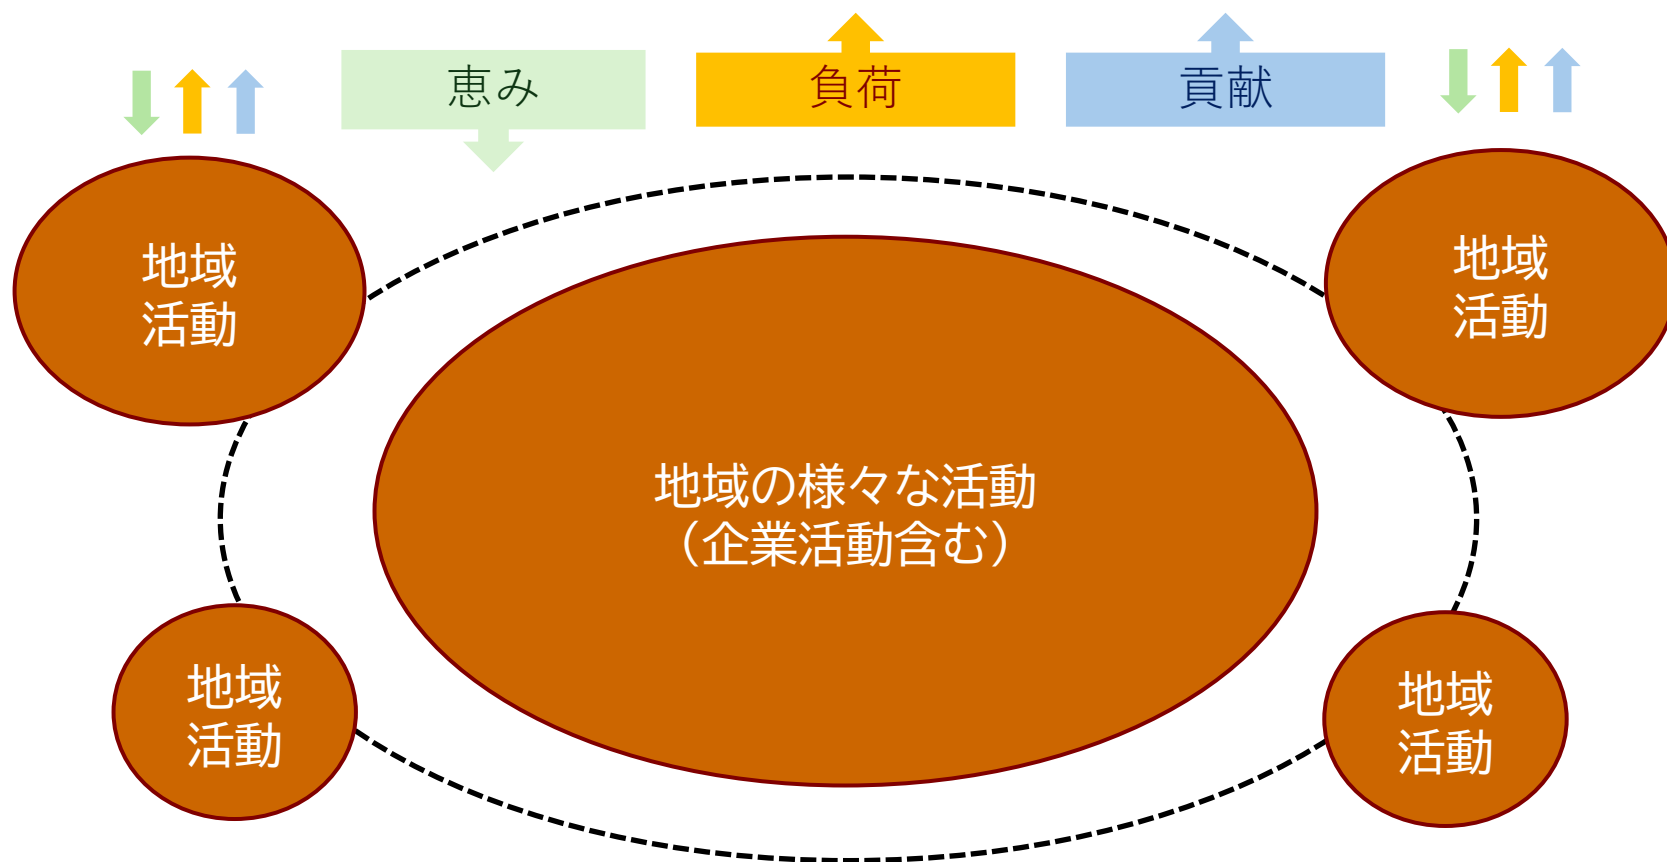 恵み
負荷
貢献
地域
活動
地域
活動
地域の様々な活動
（企業活動含む）
地域
活動
地域
活動